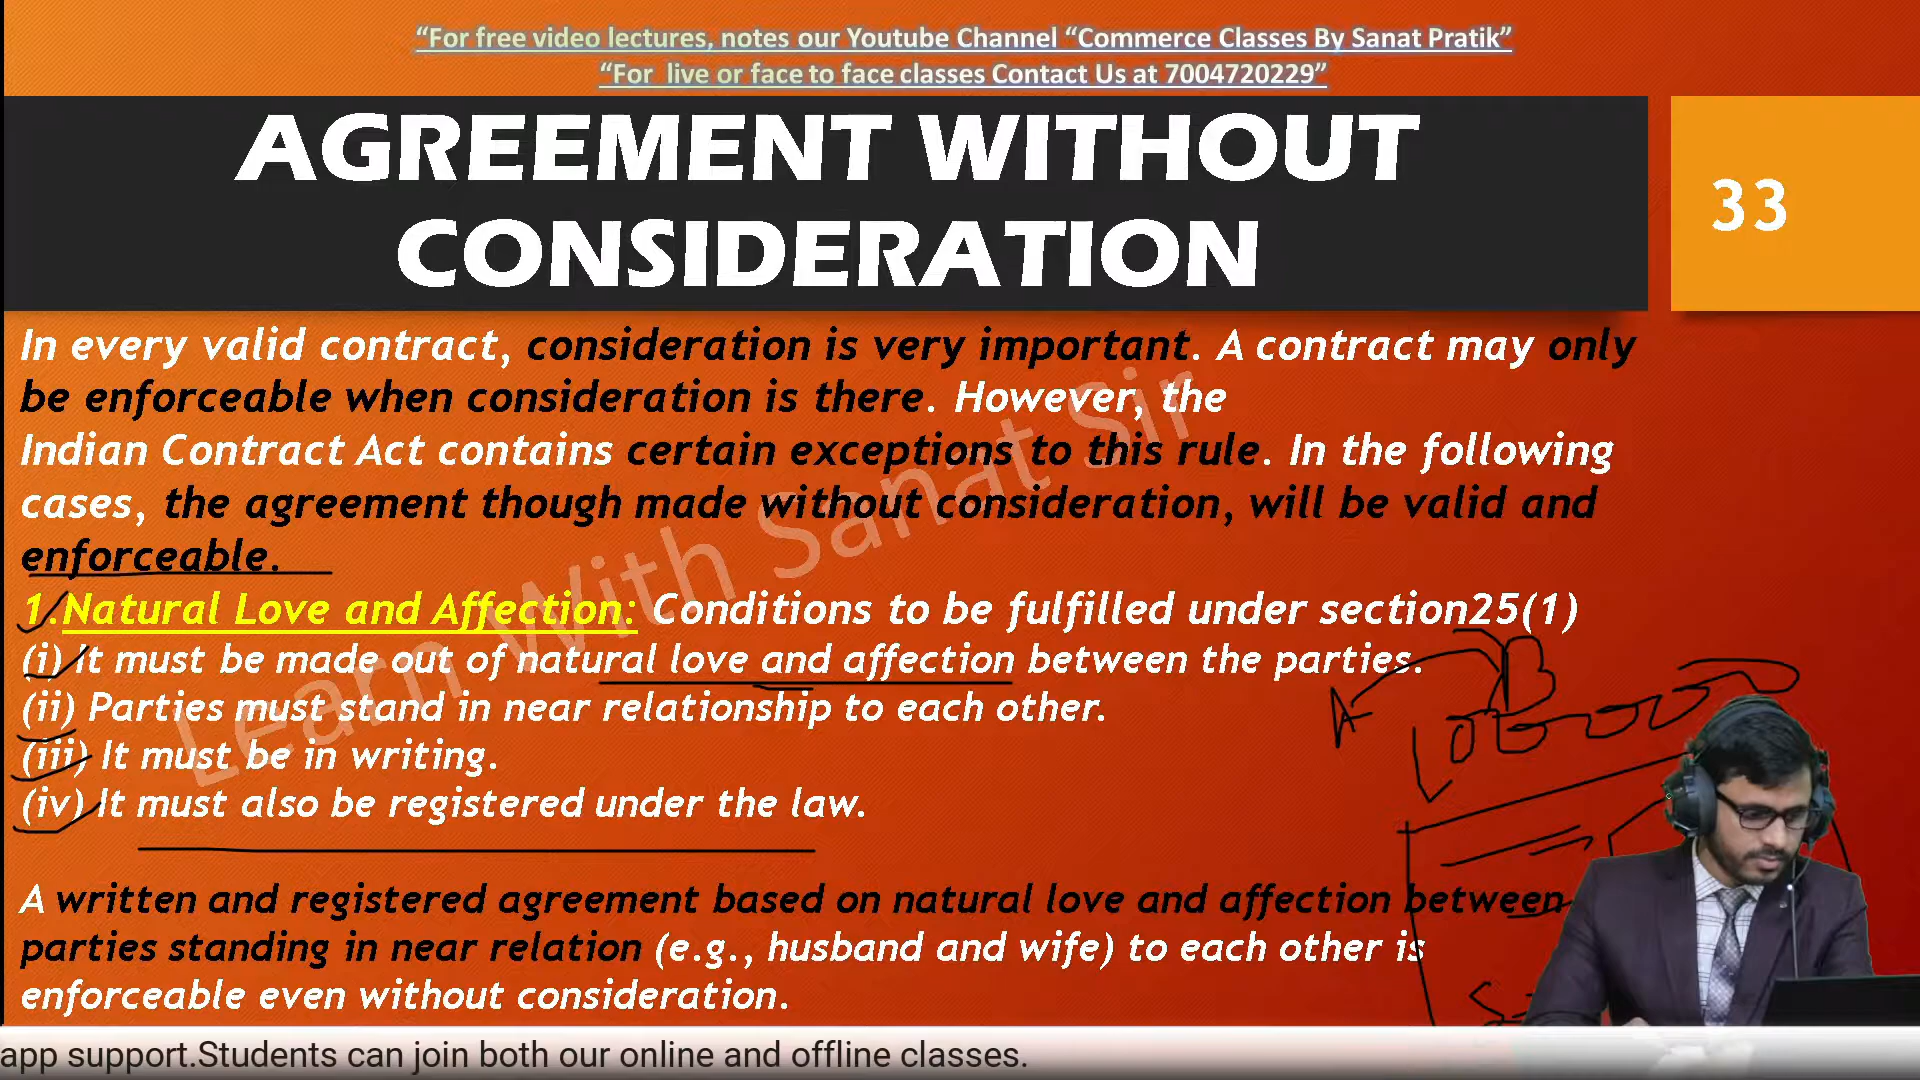 “For free video lectures, notes our Youtube Channel “Commerce Classes By Sanat Pratik”
“For live or face to face classes Contact Us at 7004720229”
AGREEMENT WITHOUT
CONSIDERATION
33
In every valid contract, consideration is very important. A contract may only
be enforceable when consideration is there. However, the
Indian Contract Act contains certain exceptions to this rule. In the following
cases, the agreement though made without consideration, will be valid and
enforceable.
1.Natural Love and Affection: Conditions to be fulfilled under section25(1)
(i) It must be made out of natural love and affection between the parties.
(ii) Parties must stand in near relationship to each other.
(iii) It must be in writing.
(iv) It must also be registered under the law.
A written and registered agreement based on natural love and affection between
parties standing in near relation (e.g., husband and wife) to each other is
enforceable even without consideration.
Learn With Sanat Sir
A
B
app support.Students can join both our online and offline classes.